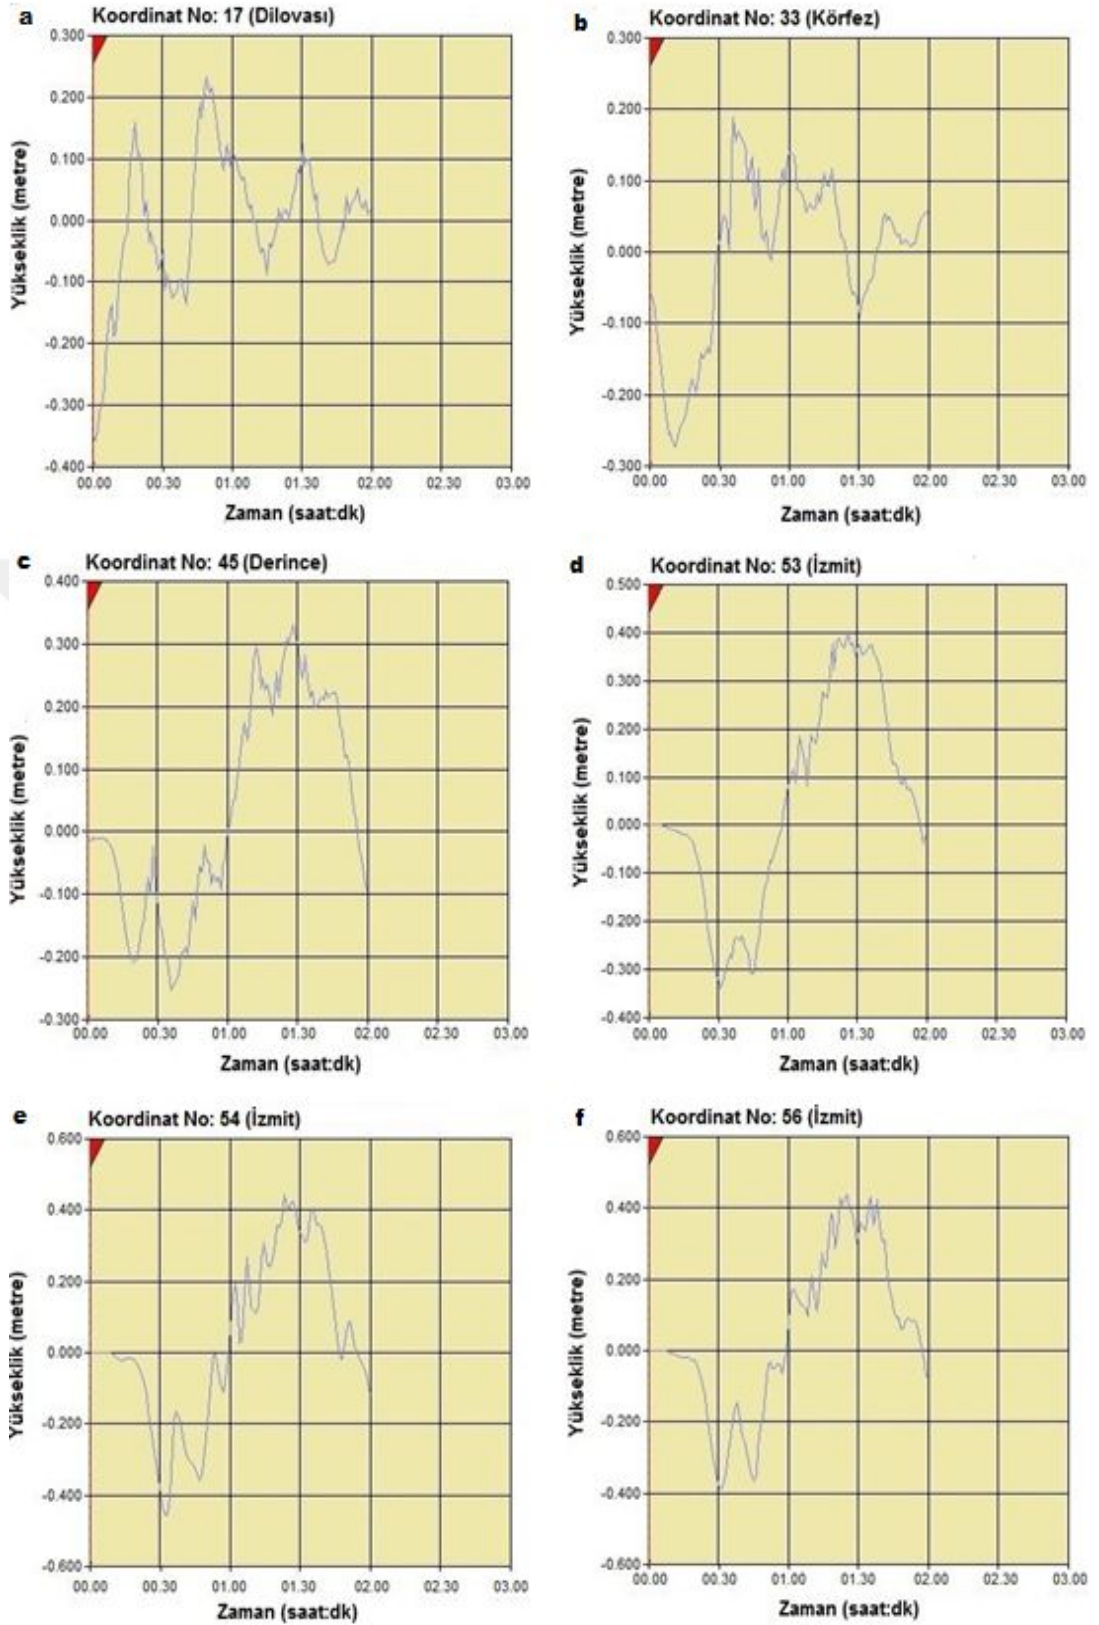 a
Koordinat No: 17 (Dilovası)
Yükseklik (metre)
0.300
0.200
0.100
0.000
-0.100
-0.200
-0.300
-0.400
00.00 00.30 01.00 01.30 02.00 02.30 03.00
Zaman (saat:dk)
b
Koordinat No: 33 (Körfez)
Yükseklik (metre)
0.300
0.200
0.100
0.000
-0.100
-0.200
-0.300
00.00 00.30 01.00 01.30 02.00 02.30 03.00
Zaman (saat:dk)
c
Koordinat No: 45 (Derince)
Yükseklik (metre)
0.400
0.300
0.200
0.100
0.000
-0.100
-0.200
-0.300
00.00 00.30 01.00 01.30 02.00 02.30 03.00
Zaman (saat:dk)
d
Koordinat No: 53 (İzmit)
Yükseklik (metre)
0.500
0.400
0.300
0.200
0.100
0.000
-0.100
-0.200
-0.300
-0.400
00.00 00.30 01.00 01.30 02.00 02.30 03.00
Zaman (saat:dk)
e
Koordinat No: 54 (İzmit)
Yükseklik (metre)
0.600
0.400
0.200
0.000
-0.200
-0.400
-0.600
00.00 00.30 01.00 01.30 02.00 02.30 03.00
Zaman (saat:dk)
f
Koordinat No: 56 (İzmit)
Yükseklik (metre)
0.600
0.400
0.200
0.000
-0.200
-0.400
-0.600
00.00 00.30 01.00 01.30 02.00 02.30 03.00
Zaman (saat:dk)